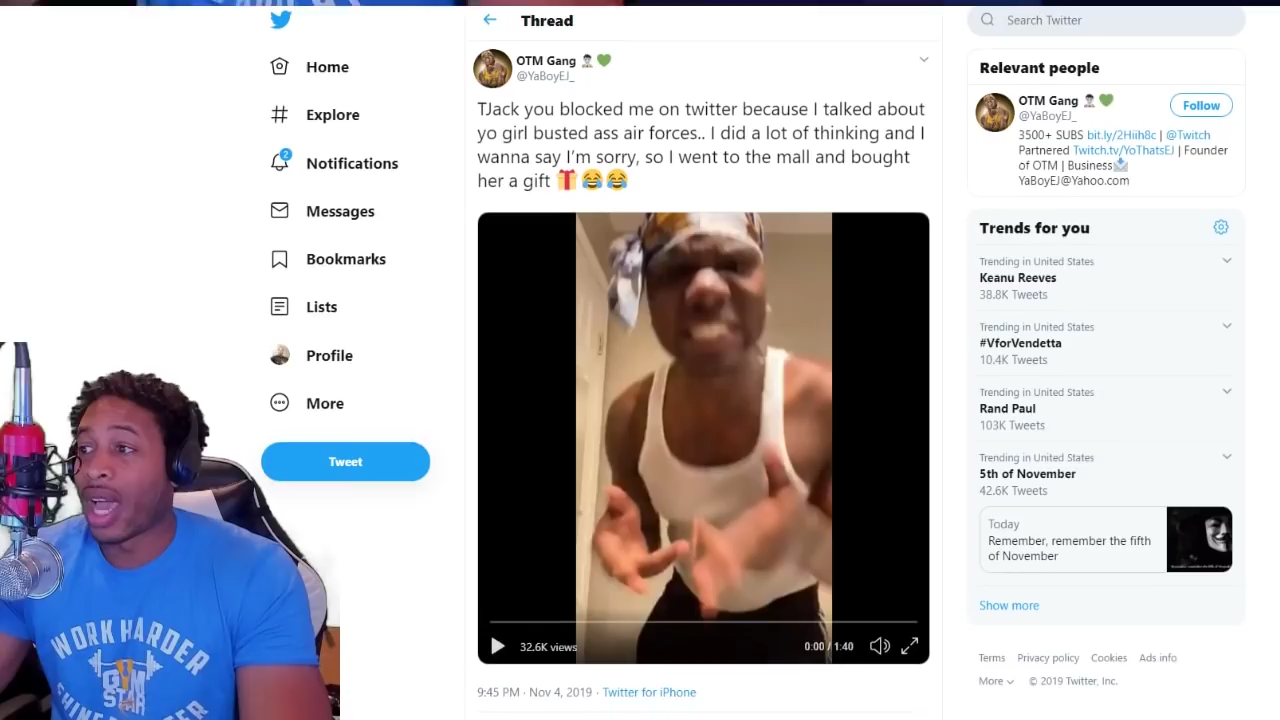 Home
Explore
2
Notifications
Messages
Bookmarks
Lists
Profile
More
Tweet
Thread
OTM Gang
@YaBoyEJ_
TJack you blocked me on twitter because I talked about
yo girl busted ass air forces.. I did a lot of thinking and I
wanna say I'm sorry, so I went to the mall and bought
her a gift 🎁😂😂
32.6K views
0:00 / 1:40
9:45 PM · Nov 4, 2019 · Twitter for iPhone
Search Twitter
Relevant people
OTM Gang
@YaBoyEJ_
Follow
3500+ SUBS bit.ly/2Hiih8c | @Twitch
Partnered Twitch.tv/YoThatsEJ | Founder
of OTM | Business
YaBoyEJ@Yahoo.com
Trends for you
Trending in United States
Keanu Reeves
38.8K Tweets
Trending in United States
#VforVendetta
10.4K Tweets
Trending in United States
Rand Paul
103K Tweets
Trending in United States
5th of November
42.6K Tweets
Today
Remember, remember the fifth
of November
Show more
Terms Privacy policy Cookies Ads info
More © 2019 Twitter, Inc.
WORK HARDER
GYM
STAR